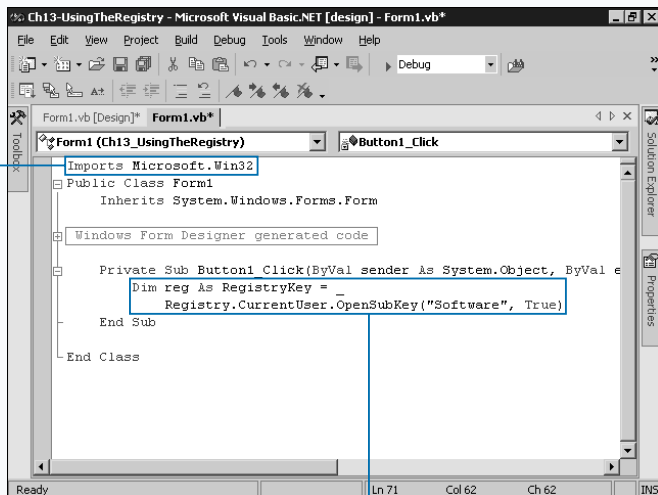 Ch13-UsingTheRegistry - Microsoft Visual Basic.NET [design] - Form1.vb*
File Edit View Project Build Debug Tools Window Help
Debug
Form1.vb [Design]* Form1.vb*
Toolbox
Form1 (Ch13_UsingTheRegistry) Button1_Click
Solution Explorer
Properties
Imports Microsoft.Win32
Public Class Form1
Inherits System.Windows.Forms.Form
Windows Form Designer generated code
Private Sub Button1_Click(ByVal sender As System.Object, ByVal e
Dim reg As RegistryKey = _
Registry.CurrentUser.OpenSubKey("Software", True)
End Sub
End Class
Ready Ln 71 Col 62 Ch 62 INS